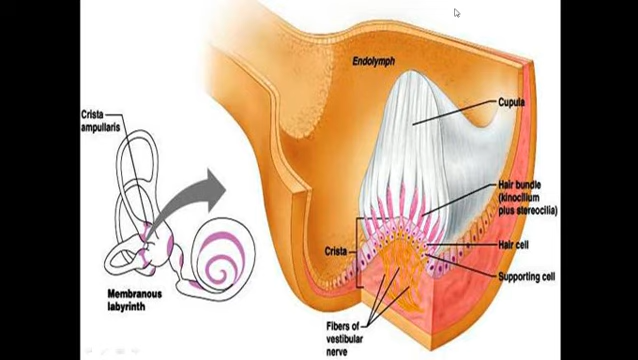 Endolymph
Cupula
Crista
ampullaris
Hair bundle
(kinocilium
plus stereocilia)
Crista
Hair cell
Supporting cell
Membranous
labyrinth
Fibers of
vestibular
nerve